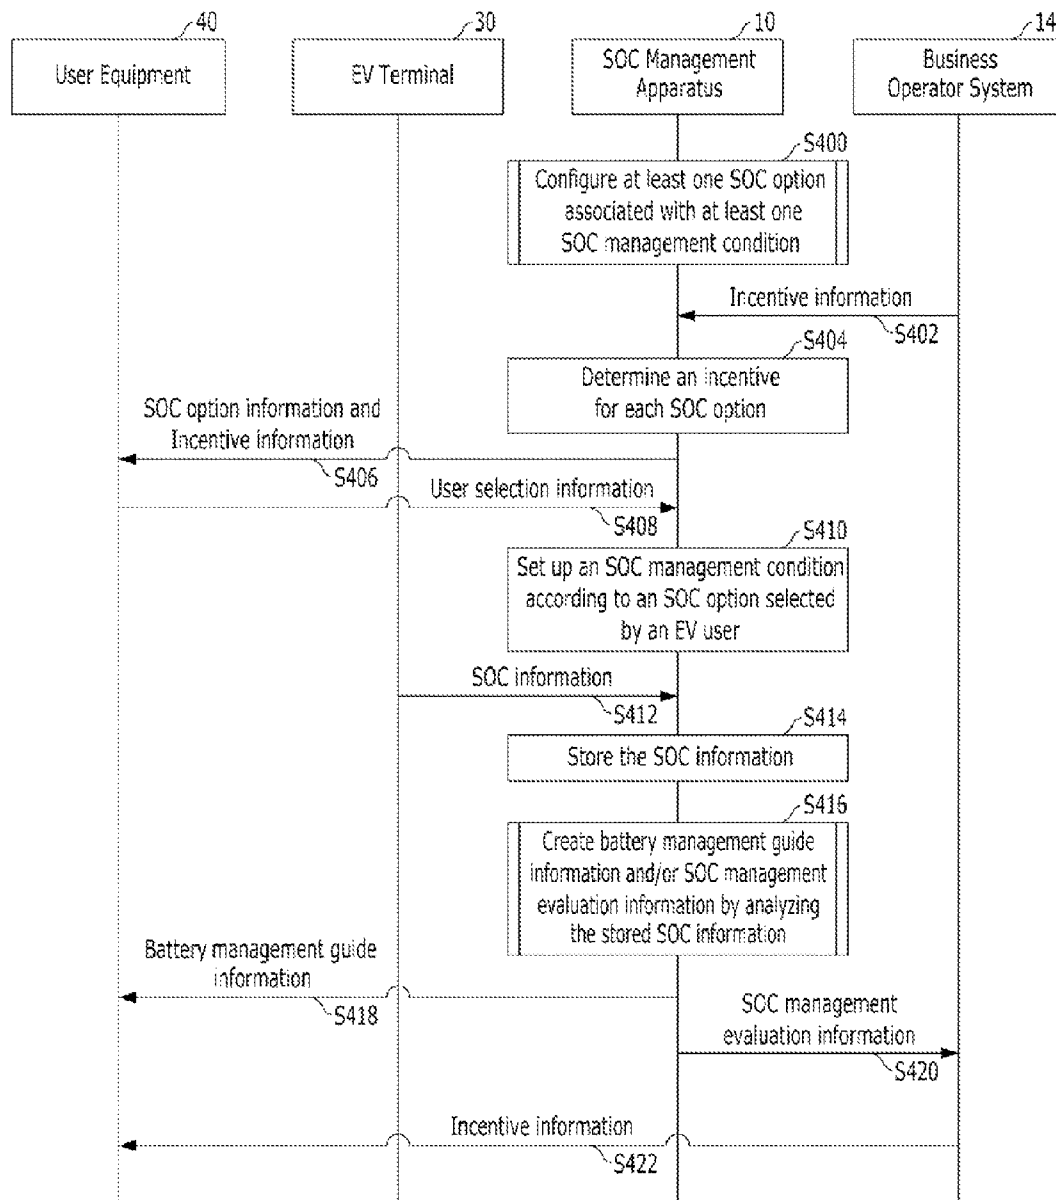 40
30
10
14
User Equipment
EV Terminal
SOC Management
Apparatus
Business
Operator System
S400
Configure at least one SOC option
associated with at least one
SOC management condition
Incentive information
S402
S404
Determine an incentive
for each SOC option
SOC option information and
Incentive information
S406
User selection information
S408
S410
Set up an SOC management condition
according to an SOC option selected
by an EV user
SOC information
S412
S414
Store the SOC information
S416
Create battery management guide
information and/or SOC management
evaluation information by analyzing
the stored SOC information
Battery management guide
information
S418
SOC management
evaluation information
S420
Incentive information
S422